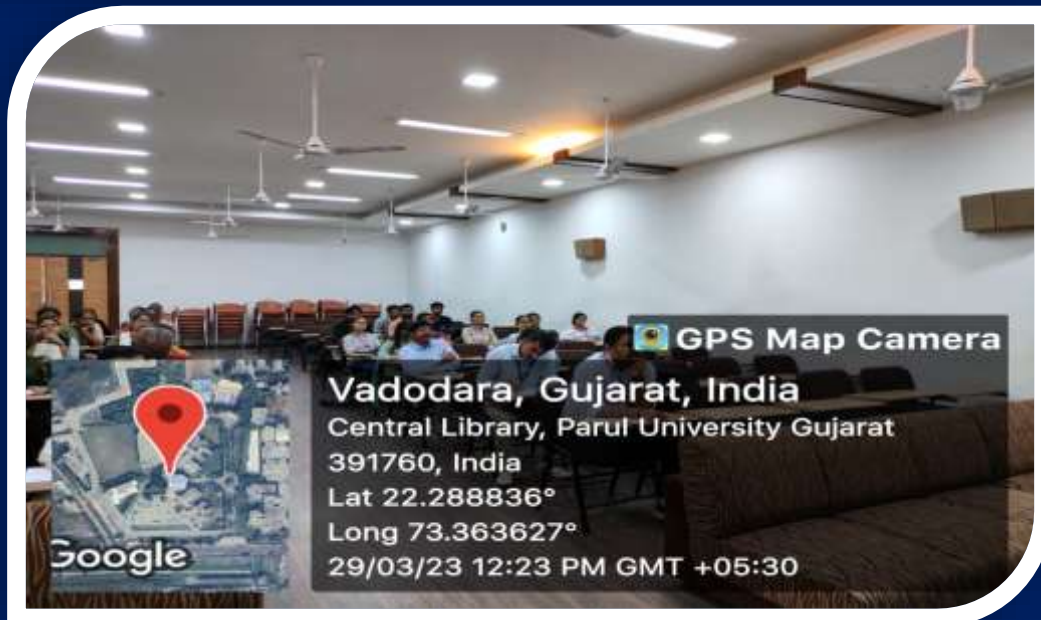 GPS Map Camera
Vadodara, Gujarat, India
Central Library, Parul University Gujarat
391760, India
Lat 22.288836°
Long 73.363627°
29/03/23 12:23 PM GMT +05:30
Google